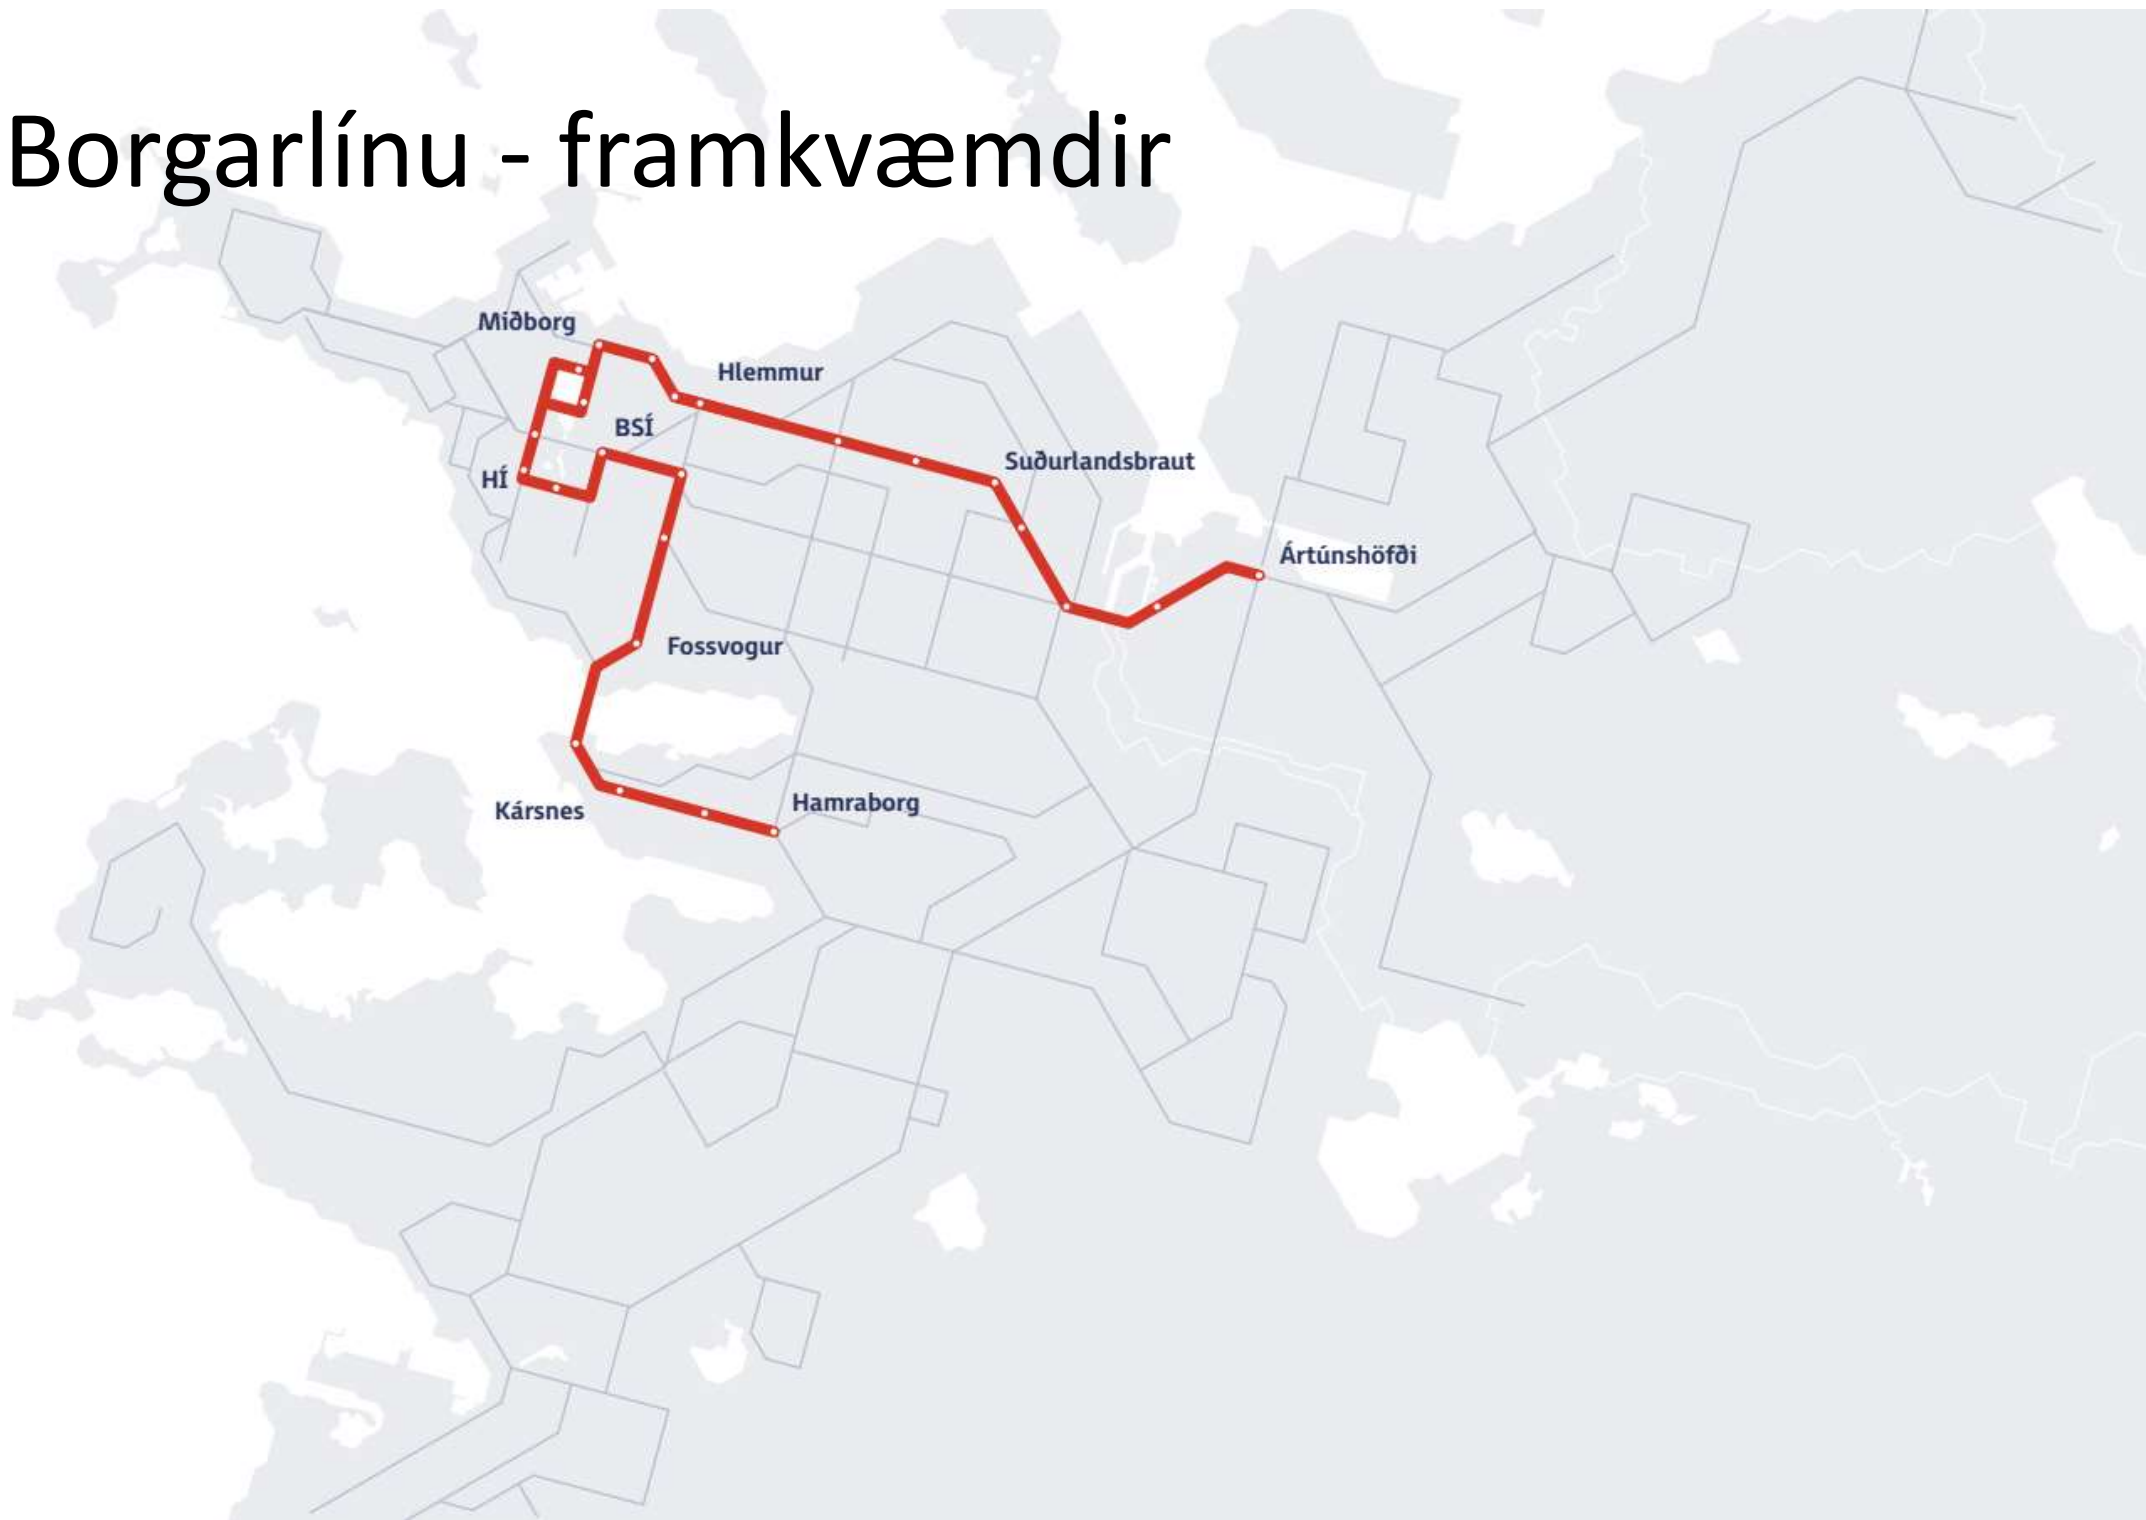 Borgarlínu - framkvæmdir
Miðborg
Hlemmur
BSÍ
Suðurlandsbraut
HÍ
Ártúnshöfði
Fossvogur
Kársnes
Hamraborg